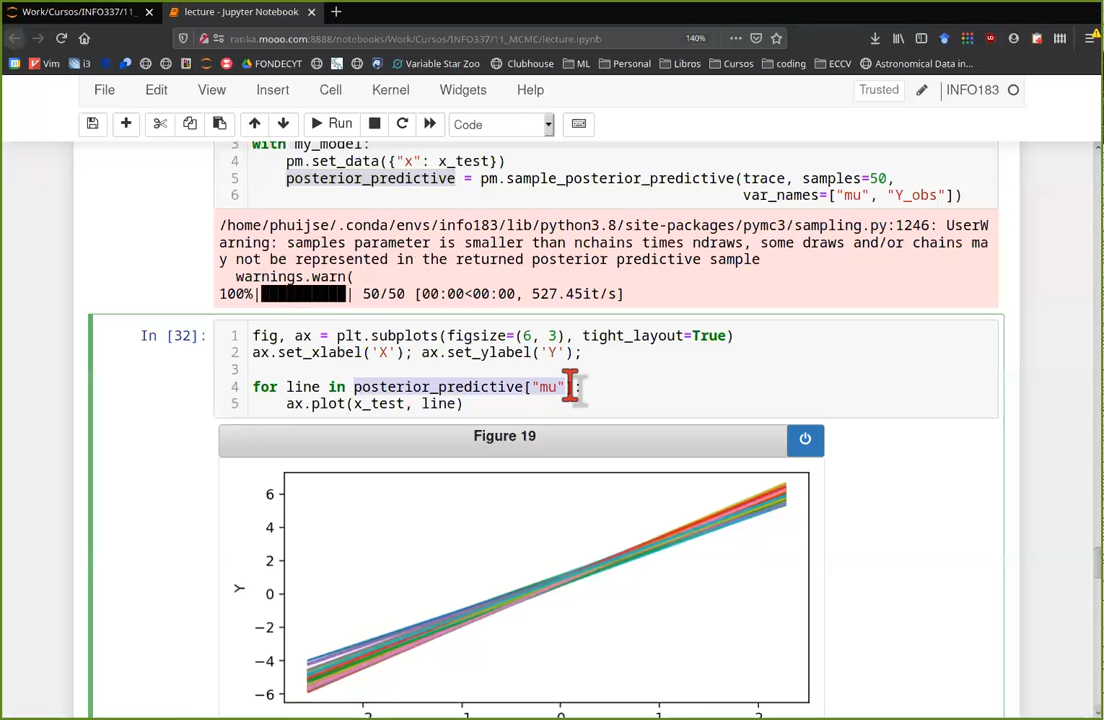 Work/Cursos/INFO337/11_
lecture - Jupyter Notebook
ranka.mooo.com:8888/notebooks/Work/Cursos/INFO337/11_MCMC/lecture.ipynb
140%
Vim
i3
FONDECYT
Variable Star Zoo
Clubhouse
ML
Personal
Libros
Cursos
coding
ECCV
Astronomical Data in...
File Edit View Insert Cell Kernel Widgets Help
Trusted
INFO183
Run
Code
3 with my_model:
4 pm.set_data({"x": x_test})
5 posterior_predictive = pm.sample_posterior_predictive(trace, samples=50,
6 var_names=["mu", "Y_obs"])
/home/phuijse/.conda/envs/info183/lib/python3.8/site-packages/pymc3/sampling.py:1246: UserW
arning: samples parameter is smaller than nchains times ndraws, some draws and/or chains ma
y not be represented in the returned posterior predictive sample
warnings.warn(
100%|██████████| 50/50 [00:00<00:00, 527.45it/s]
In [32]:
1 fig, ax = plt.subplots(figsize=(6, 3), tight_layout=True)
2 ax.set_xlabel('X'); ax.set_ylabel('Y');
3
4 for line in posterior_predictive["mu"]:
5 ax.plot(x_test, line)
Figure 19
6
4
2
0
−2
−4
−6
Y